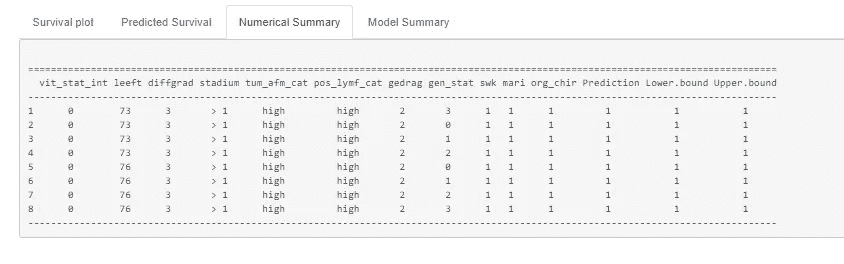 Survival plot Predicted Survival Numerical Summary Model Summary
vit_stat_int leeft diffgrad stadium tum_afm_cat pos_lymf_cat gedrag gen_stat swk mari org_chir Prediction Lower.bound Upper.bound
1 0 73 3 > 1 high high 2 3 1 1 1 1 1 1
2 0 73 3 > 1 high high 2 0 1 1 1 1 1 1
3 0 73 3 > 1 high high 2 1 1 1 1 1 1 1
4 0 73 3 > 1 high high 2 2 1 1 1 1 1 1
5 0 76 3 > 1 high high 2 0 1 1 1 1 1 1
6 0 76 3 > 1 high high 2 1 1 1 1 1 1 1
7 0 76 3 > 1 high high 2 2 1 1 1 1 1 1
8 0 76 3 > 1 high high 2 3 1 1 1 1 1 1